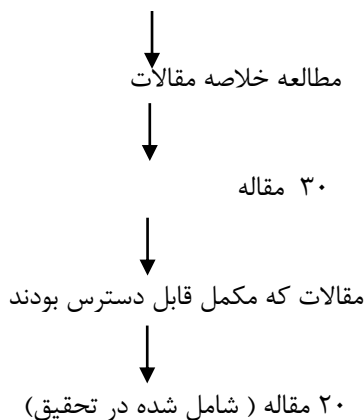 مطالعه خلاصه مقالات
۳۰ مقاله
مقالات که مکمل قابل دسترس بودند
۲۰ مقاله ( شامل شده در تحقیق)